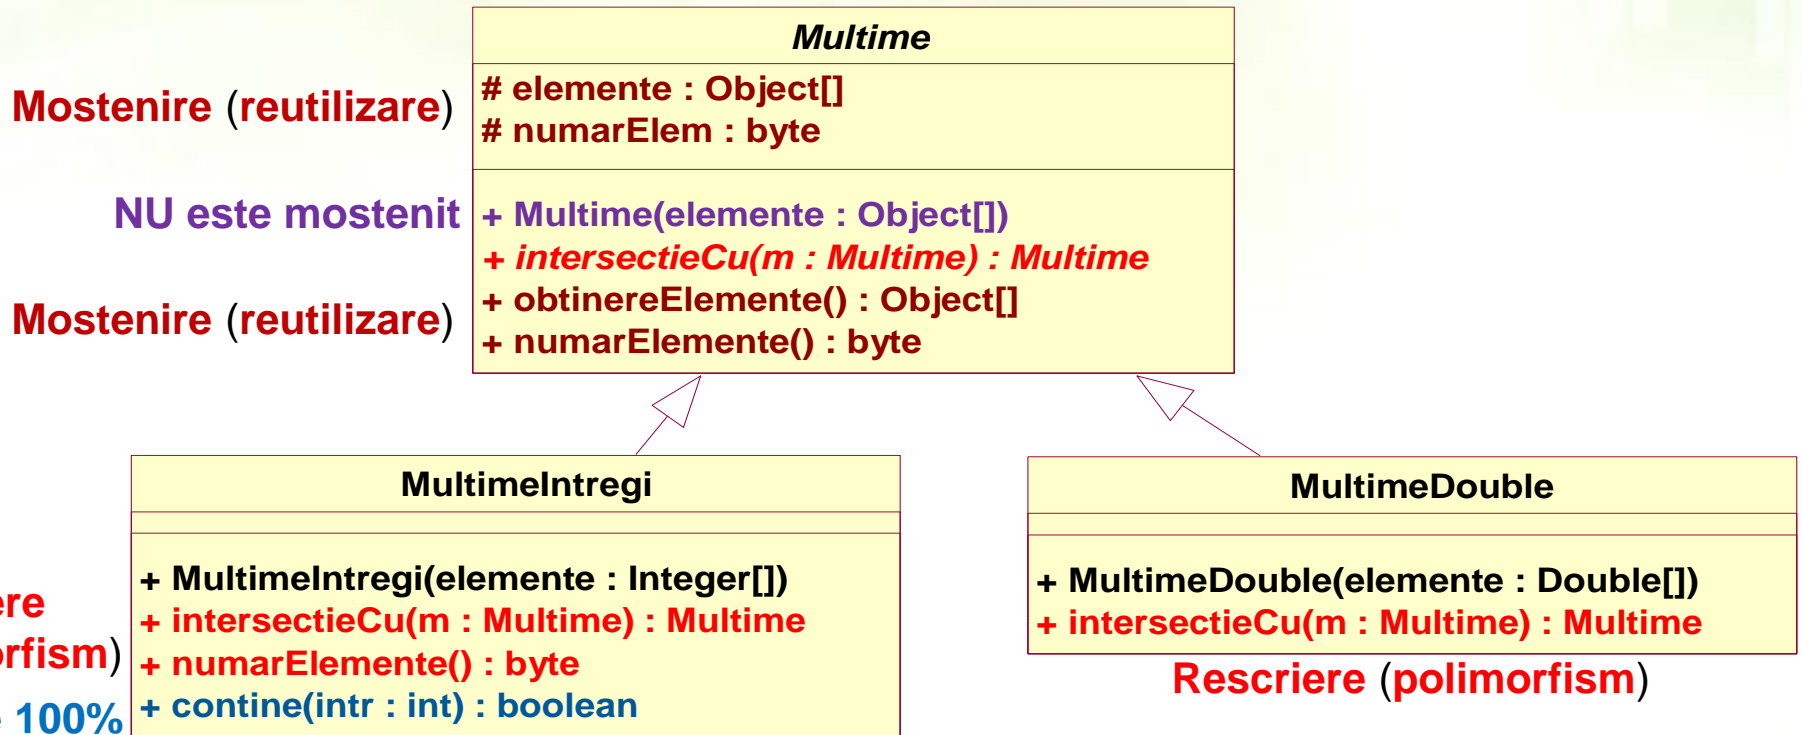 Multime
Mostenire (reutilizare)
# elemente : Object[]
# numarElem : byte
NU este mostenit
+ Multime(elemente : Object[])
+ intersectieCu(m : Multime) : Multime
+ obtinereElemente() : Object[]
+ numarElemente() : byte
Mostenire (reutilizare)
MultimeIntregi
+ MultimeIntregi(elemente : Integer[])
+ intersectieCu(m : Multime) : Multime
+ numarElemente() : byte
+ contine(intr : int) : boolean
100%
MultimeDouble
+ MultimeDouble(elemente : Double[])
+ intersectieCu(m : Multime) : Multime
Rescriere (polimorfism)